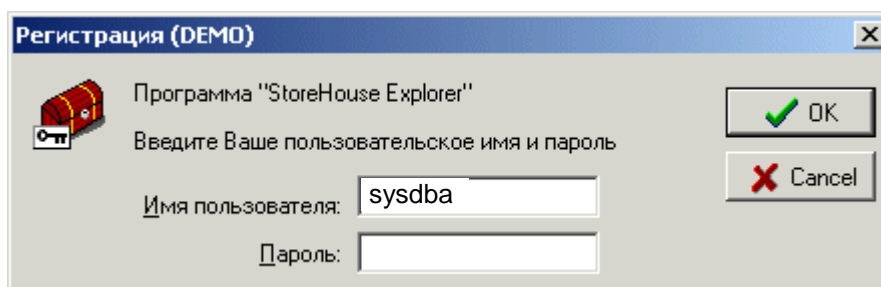 Регистрация (DEMO)
Программа "StoreHouse Explorer"
Введите Ваше пользовательское имя и пароль
Имя пользователя: sysdba
Пароль:
OK
Cancel